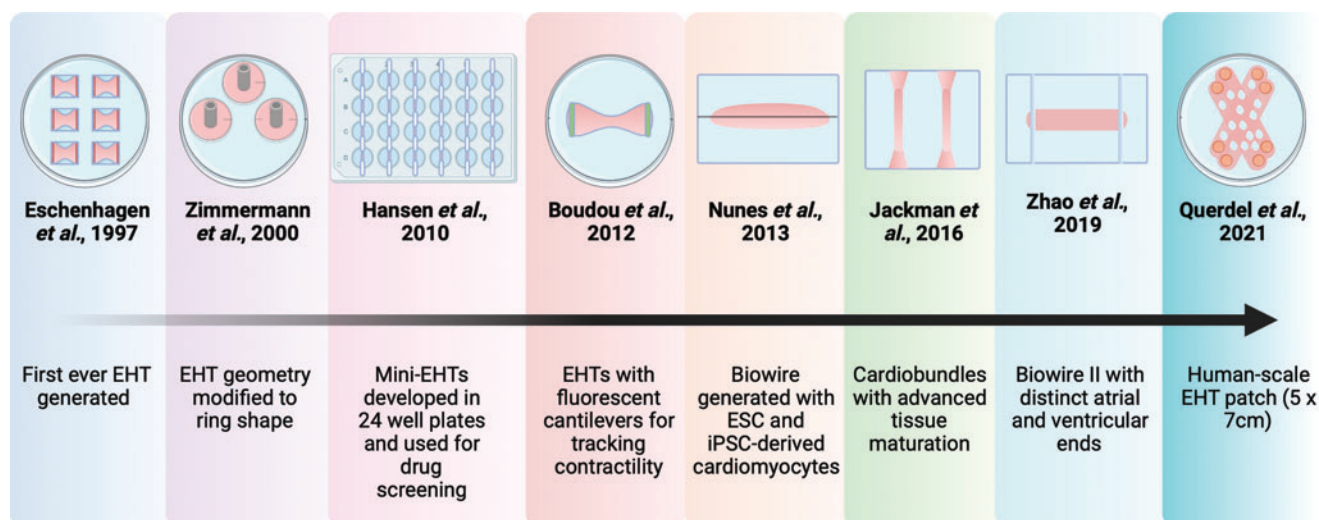 Eschenhagen
et al., 1997
Zimmermann
et al., 2000
Hansen et al.,
2010
Boudou et al.,
2012
Nunes et al.,
2013
Jackman et
al., 2016
Zhao et al.,
2019
Querdel et al.,
2021
First ever EHT
generated
EHT geometry
modified to
ring shape
Mini-EHTs
developed in
24 well plates
and used for
drug
screening
EHTs with
fluorescent
cantilevers for
tracking
contractility
Biowire
generated with
ESC and
iPSC-derived
cardiomyocytes
Cardiobundles
with advanced
tissue
maturation
Biowire II with
distinct atrial
and ventricular
ends
Human-scale
EHT patch (5 x
7cm)